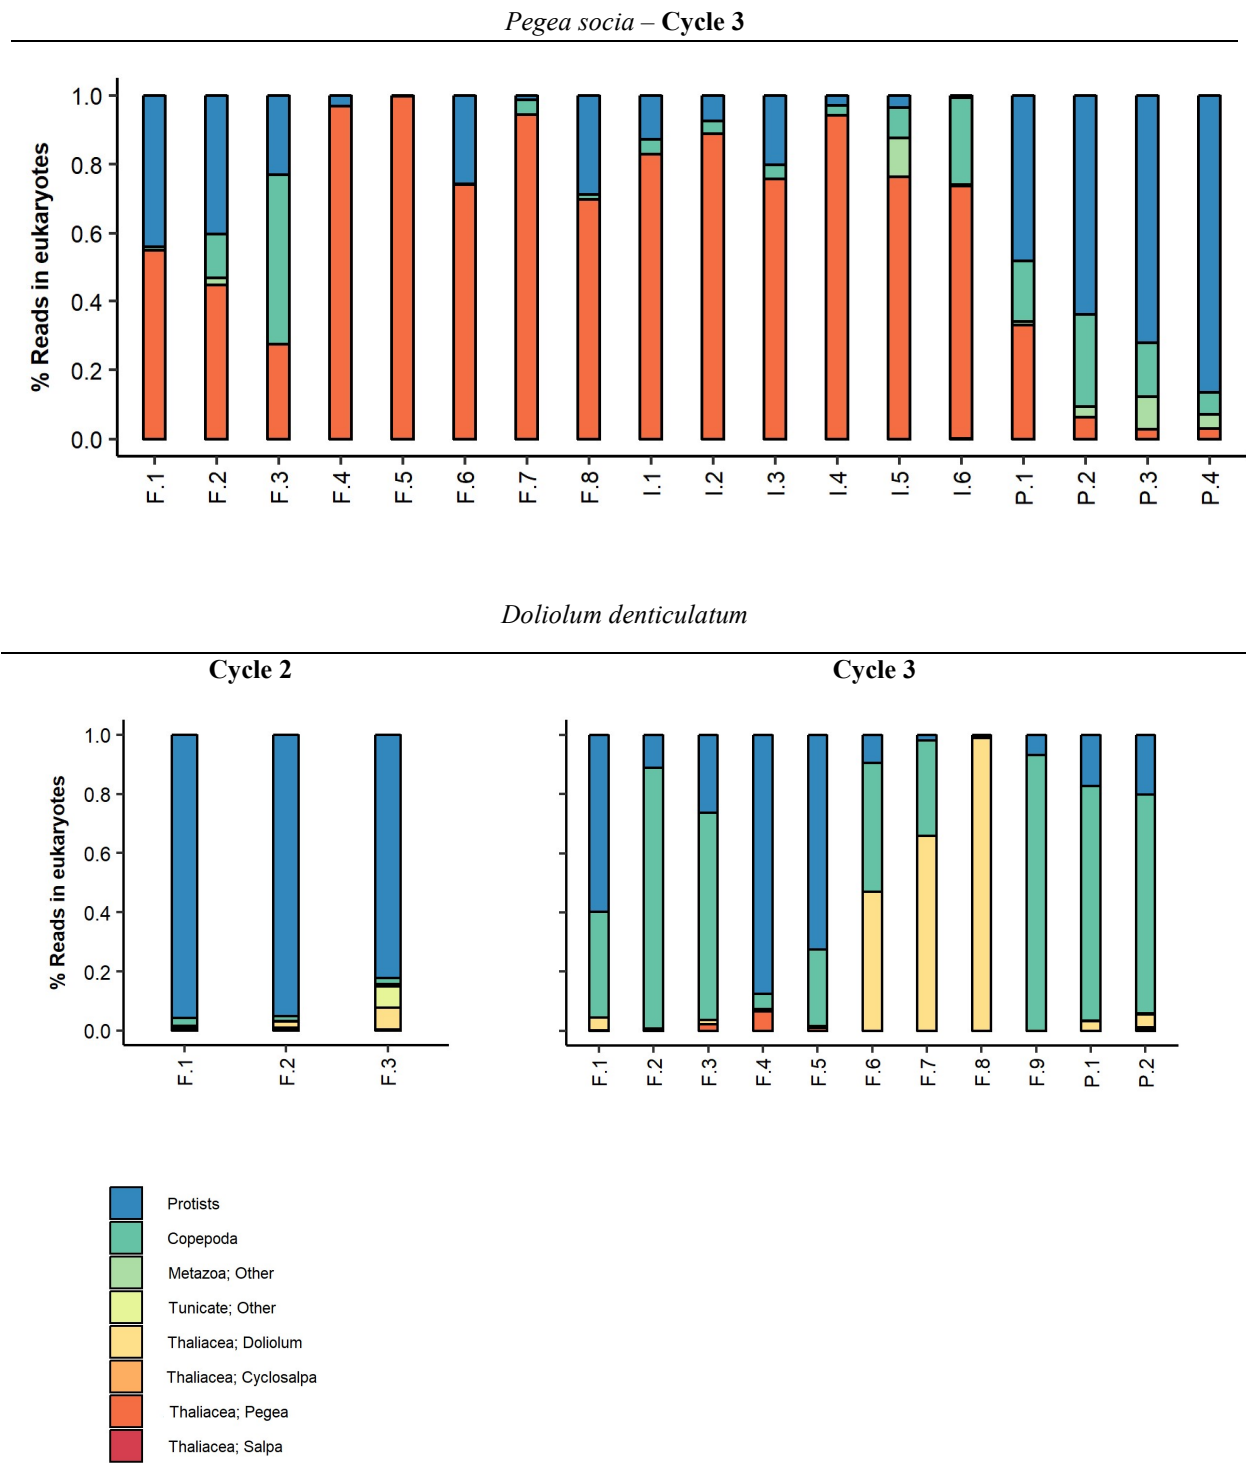 Pegea socia – Cycle 3
% Reads in eukaryotes
1.0
0.8
0.6
0.4
0.2
0.0
F.1 F.2 F.3 F.4 F.5 F.6 F.7 F.8 I.1 I.2 I.3 I.4 I.5 I.6 P.1 P.2 P.3 P.4
Doliolum denticulatum
Cycle 2 Cycle 3
% Reads in eukaryotes
1.0
0.8
0.6
0.4
0.2
0.0
F.1 F.2 F.3
F.1 F.2 F.3 F.4 F.5 F.6 F.7 F.8 F.9 P.1 P.2
Protists
Copepoda
Metazoa; Other
Tunicate; Other
Thaliacea; Doliolum
Thaliacea; Cyclosalpa
Thaliacea; Pegea
Thaliacea; Salpa